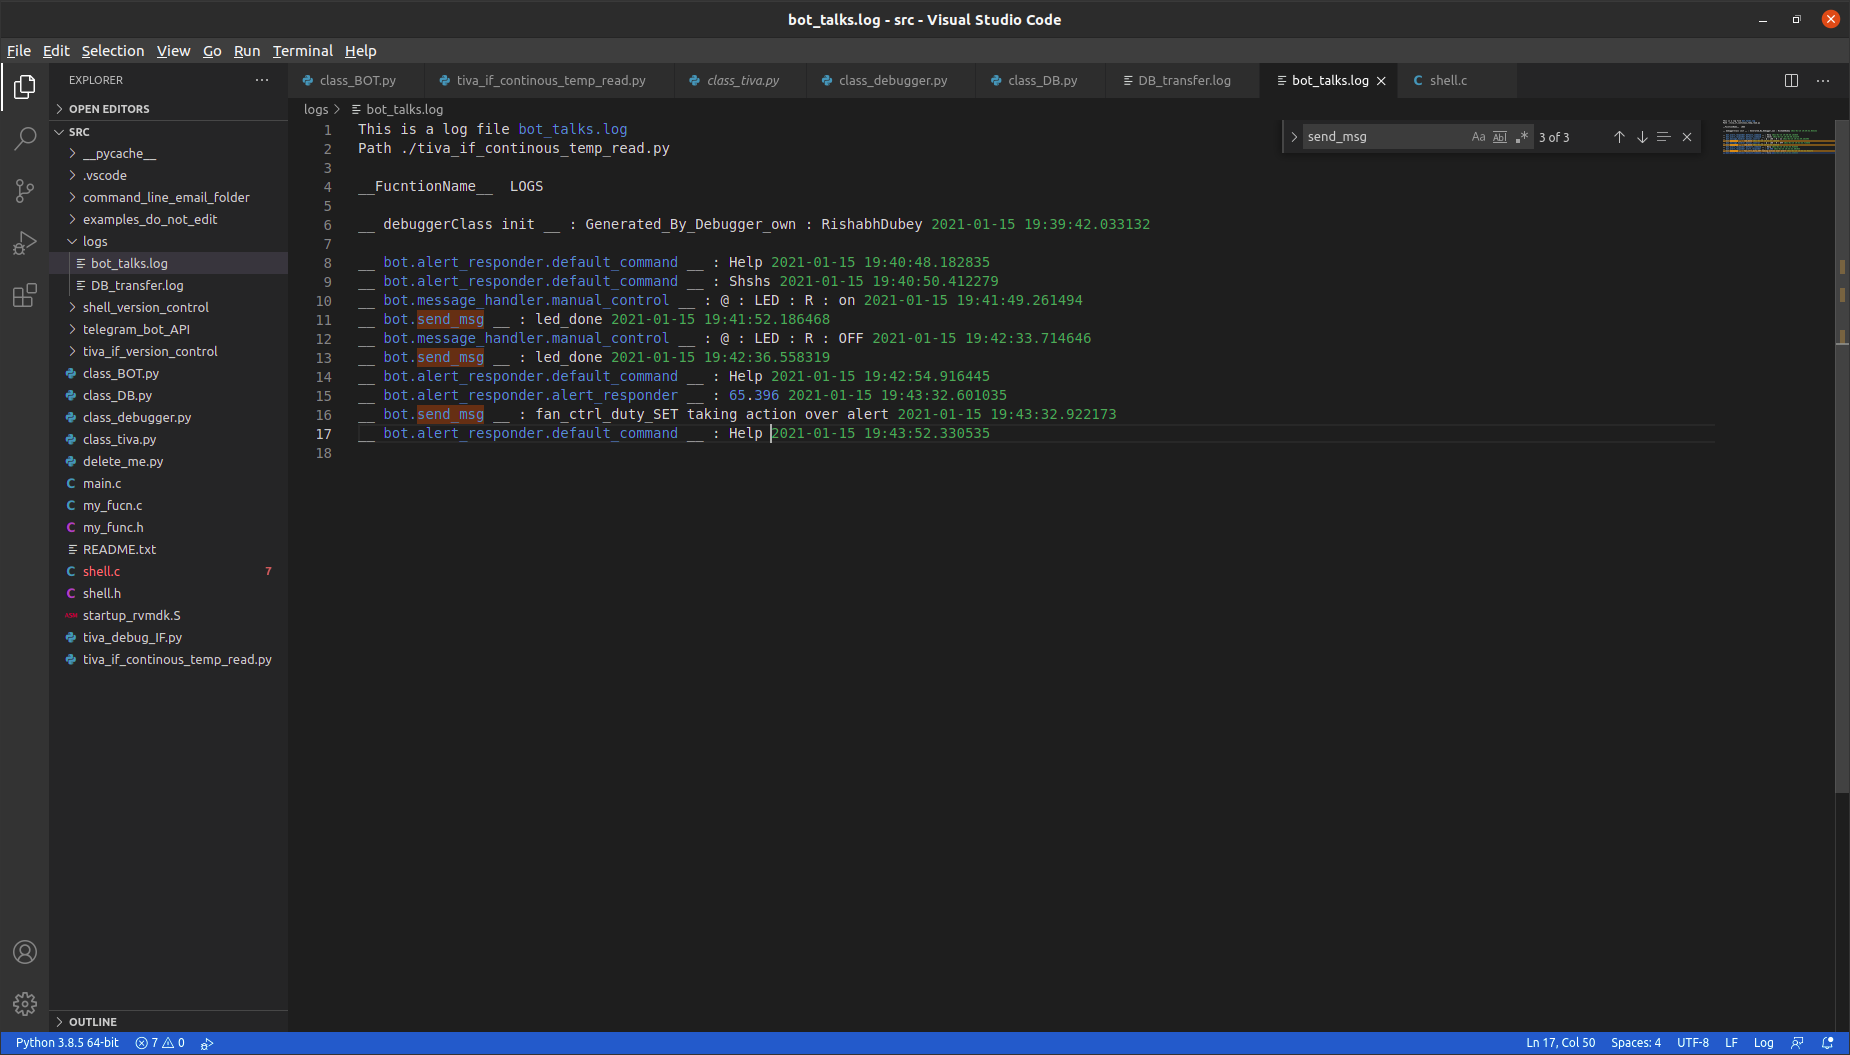 bot_talks.log - src - Visual Studio Code
File Edit Selection View Go Run Terminal Help
EXPLORER
OPEN EDITORS
SRC
__pycache__
.vscode
command_line_email_folder
examples_do_not_edit
logs
bot_talks.log
DB_transfer.log
shell_version_control
telegram_bot_API
tiva_if_version_control
class_BOT.py
class_DB.py
class_debugger.py
class_tiva.py
delete_me.py
main.c
my_fucn.c
my_func.h
README.txt
shell.c 7
shell.h
startup_rvmdk.S
tiva_debug_IF.py
tiva_if_continous_temp_read.py
OUTLINE
class_BOT.py tiva_if_continous_temp_read.py class_tiva.py class_debugger.py class_DB.py DB_transfer.log bot_talks.log shell.c
logs > bot_talks.log
send_msg Aa Abl .* 3 of 3
1 This is a log file bot_talks.log
2 Path ./tiva_if_continous_temp_read.py
3
4 __FucntionName__  LOGS
5
6 __ debuggerClass init __ : Generated_By_Debugger_own : RishabhDubey 2021-01-15 19:39:42.033132
7
8 __ bot.alert_responder.default_command __ : Help 2021-01-15 19:40:48.182835
9 __ bot.alert_responder.default_command __ : Shshs 2021-01-15 19:40:50.412279
10 __ bot.message_handler.manual_control __ : @ : LED : R : on 2021-01-15 19:41:49.261494
11 __ bot.send_msg __ : led_done 2021-01-15 19:41:52.186468
12 __ bot.message_handler.manual_control __ : @ : LED : R : OFF 2021-01-15 19:42:33.714646
13 __ bot.send_msg __ : led_done 2021-01-15 19:42:36.558319
14 __ bot.alert_responder.default_command __ : Help 2021-01-15 19:42:54.916445
15 __ bot.alert_responder.alert_responder __ : 65.396 2021-01-15 19:43:32.601035
16 __ bot.send_msg __ : fan_ctrl_duty_SET taking action over alert 2021-01-15 19:43:32.922173
17 __ bot.alert_responder.default_command __ : Help 2021-01-15 19:43:52.330535
18
Python 3.8.5 64-bit 7 0 Ln 17, Col 50 Spaces: 4 UTF-8 LF Log